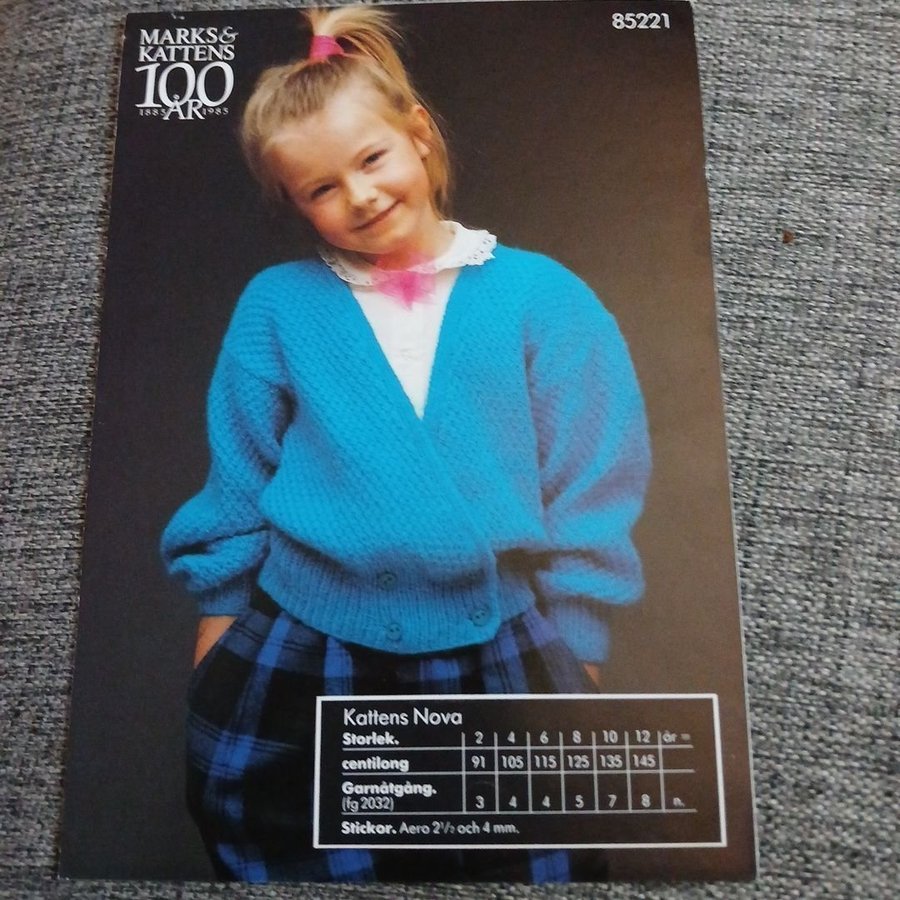 MARKS &
KATTENS
100
1885 ÅR 1985
85221
Kattens Nova
Storlek. 2 4 6 8 10 12 år =
centilong 91 105 115 125 135 145
Garnåtgång.
(fg 2032) 3 4 4 5 7 8 n.
Stickor. Aero 2½ och 4 mm.